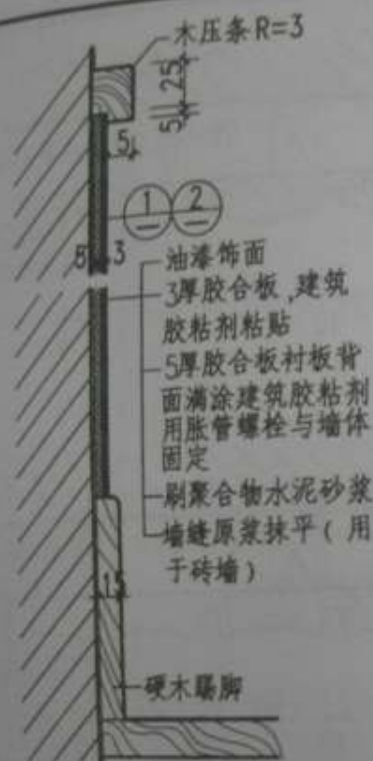 木压条R=3
25
5
5
1 2
5 3
油漆饰面
3厚胶合板,建筑
胶粘剂粘贴
5厚胶合板衬板背
面满涂建筑胶粘剂
用胀管螺栓与墙体
固定
刷聚合物水泥砂浆
墙缝原浆抹平(用
于砖墙)
15
硬木踢脚